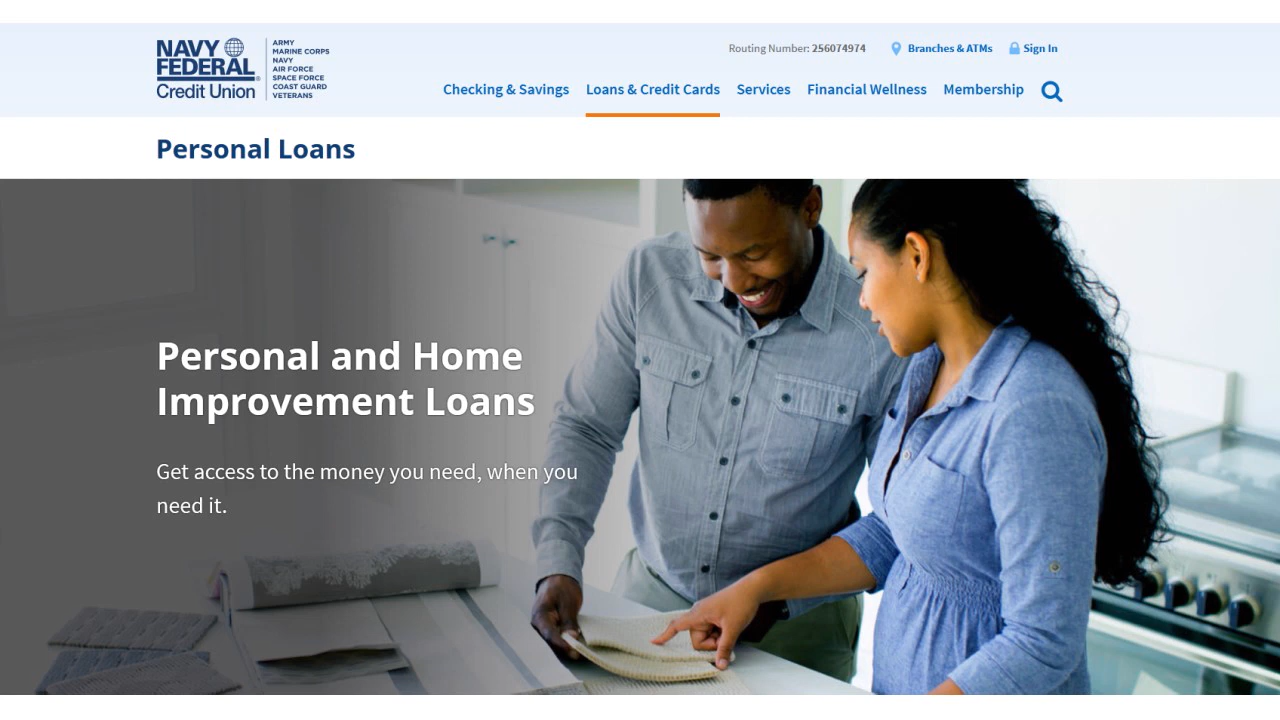 NAVY
FEDERAL®
Credit Union
ARMY
MARINE CORPS
NAVY
AIR FORCE
SPACE FORCE
COAST GUARD
VETERANS
Routing Number: 256074974
Branches & ATMs
Sign In
Checking & Savings
Loans & Credit Cards
Services
Financial Wellness
Membership
Personal Loans
Personal and Home
Improvement Loans
Get access to the money you need, when you
need it.